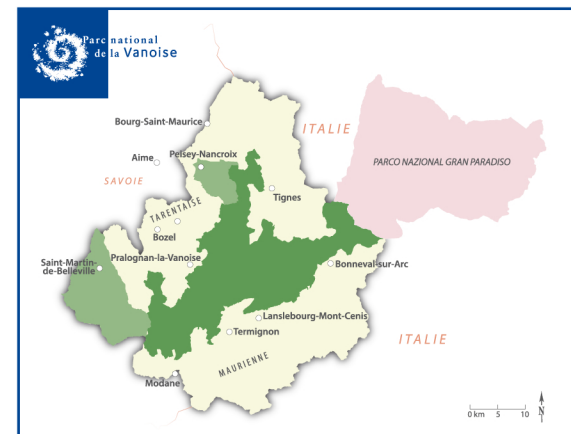 Parc national
de la Vanoise
Bourg-Saint-Maurice
ITALIE
Aime
Peisey-Nancroix
PARCO NAZIONAL GRAN PARADISO
SAVOIE
Tignes
TARENTAISE
Bozel
Saint-Martin-
de-Belleville
Pralognan-la-Vanoise
Bonneval-sur-Arc
Lanslebourg-Mont-Cenis
Termignon
ITALIE
MAURIENNE
Modane
0 km 5 10
N